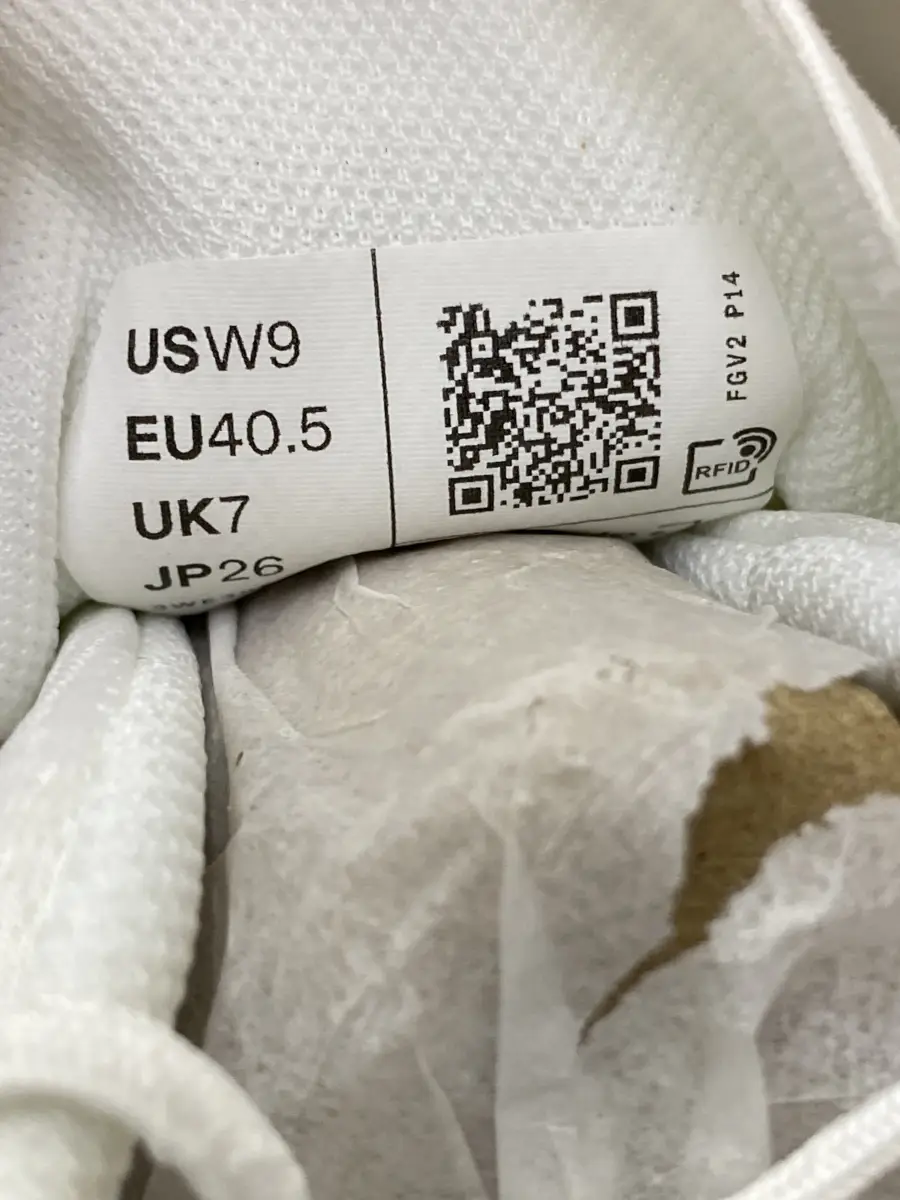 USW9
EU40.5
UK7
JP26
FGV2 P14
RFID